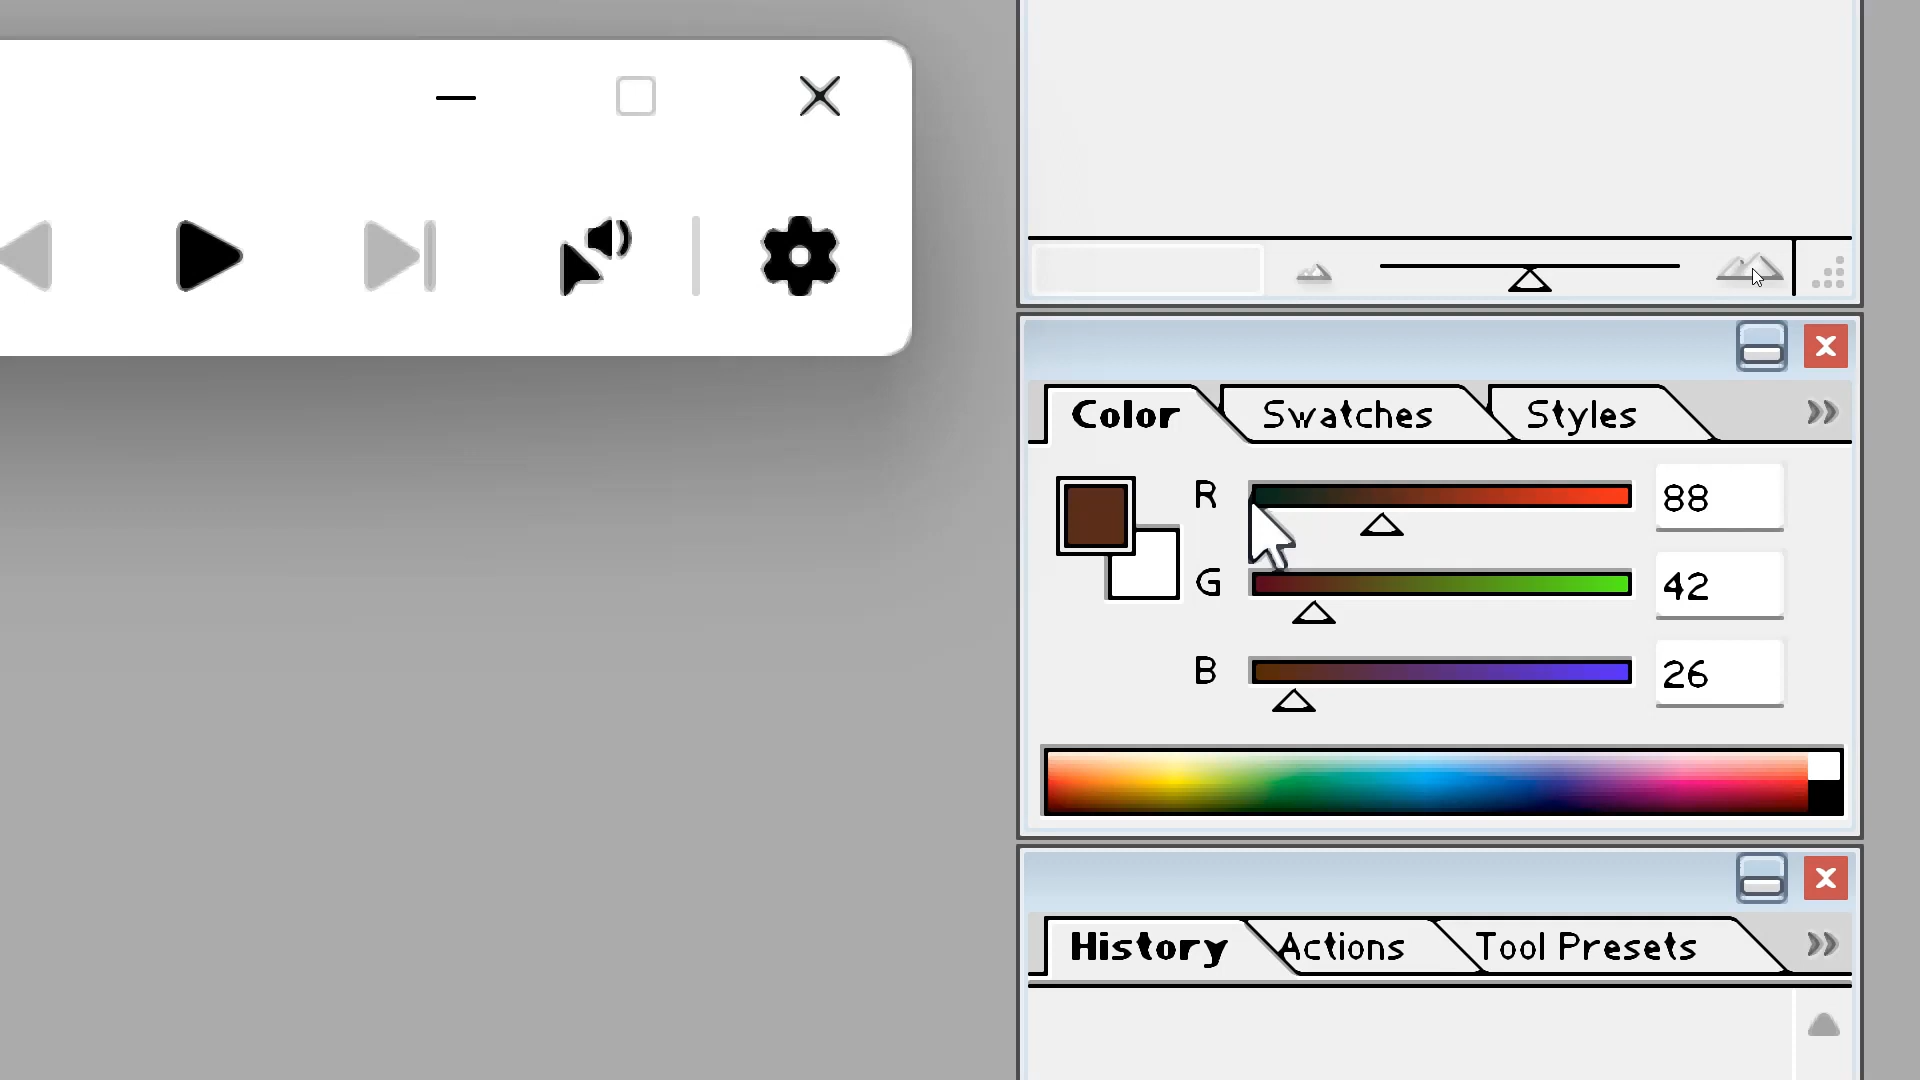 Color Swatches Styles
R 88
G 42
B 26
History Actions Tool Presets